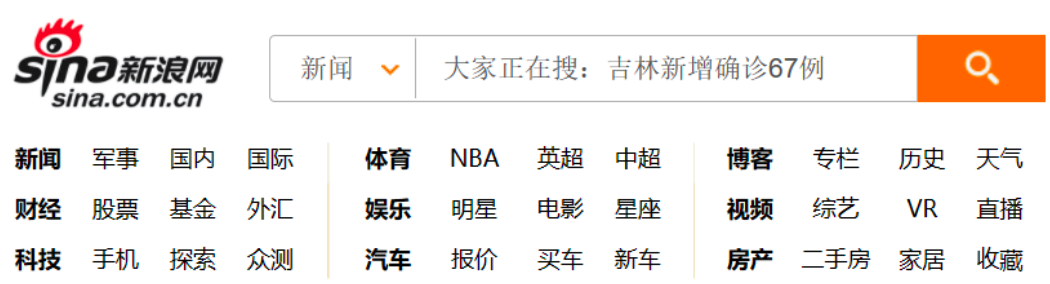 sina新浪网
sina.com.cn
新闻 大家正在搜：吉林新增确诊67例
新闻 军事 国内 国际 体育 NBA 英超 中超 博客 专栏 历史 天气
财经 股票 基金 外汇 娱乐 明星 电影 星座 视频 综艺 VR 直播
科技 手机 探索 众测 汽车 报价 买车 新车 房产 二手房 家居 收藏